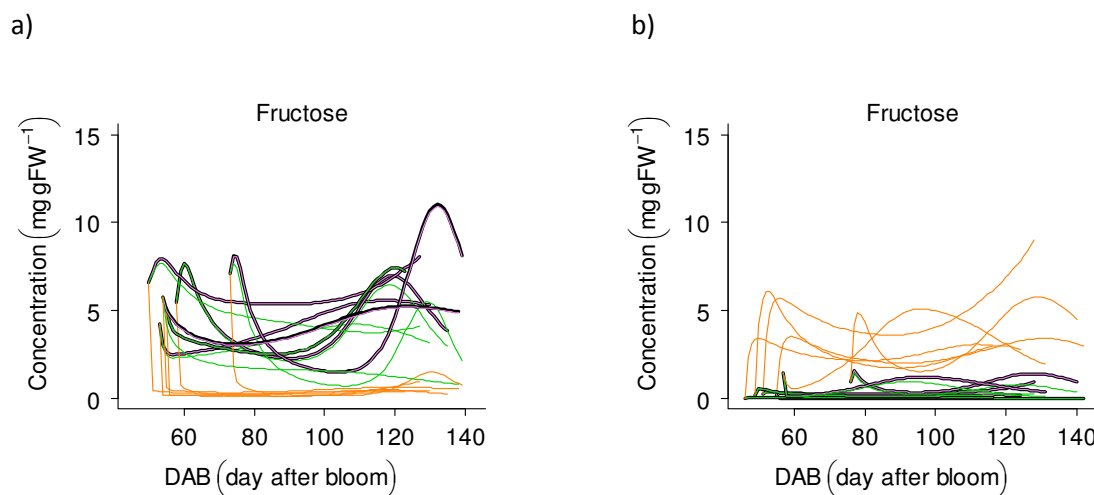 a)
b)
Fructose
Fructose
Concentration (mg gFW⁻¹)
15
10
5
0
60
80
100
120
140
DAB (day after bloom)
Concentration (mg gFW⁻¹)
15
10
5
0
60
80
100
120
140
DAB (day after bloom)